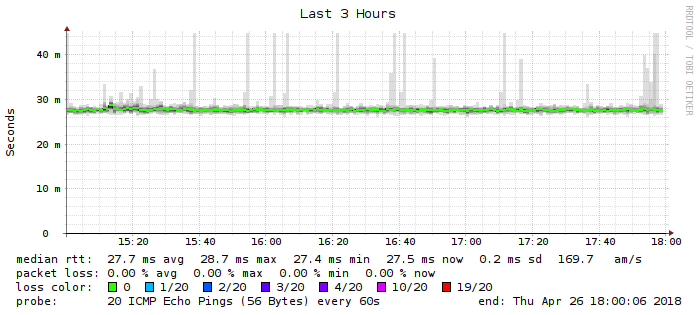 Last 3 Hours
RRDTOOL / TOBI OETIKER
Seconds
40 m
30 m
20 m
10 m
0
15:20 15:40 16:00 16:20 16:40 17:00 17:20 17:40 18:00
median rtt: 27.7 ms avg 28.7 ms max 27.4 ms min 27.5 ms now 0.2 ms sd 169.7 am/s
packet loss: 0.00 % avg 0.00 % max 0.00 % min 0.00 % now
loss color: 0 1/20 2/20 3/20 4/20 10/20 19/20
probe: 20 ICMP Echo Pings (56 Bytes) every 60s end: Thu Apr 26 18:00:06 2018